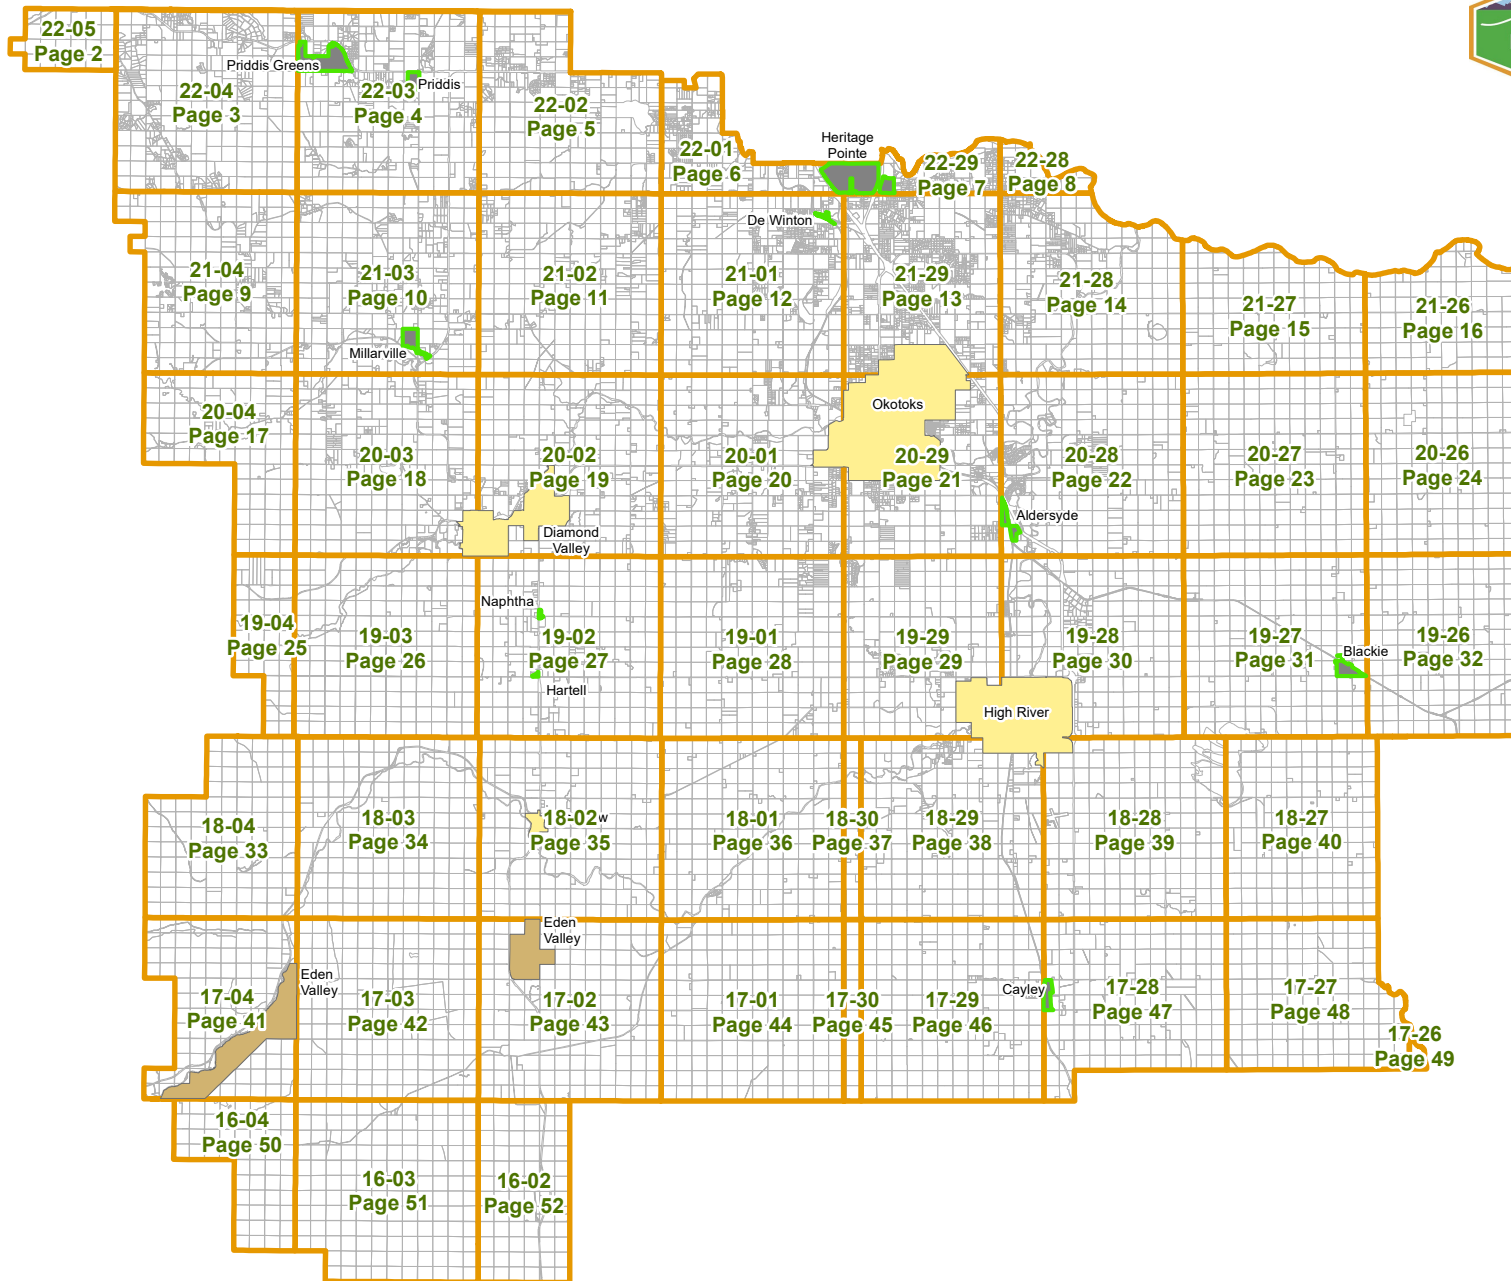 22-05
Page 2
Priddis Greens
Priddis
22-04
Page 3
22-03
Page 4
22-02
Page 5
22-01
Page 6
Heritage
Pointe
22-29
Page 7
22-28
Page 8
De Winton
21-04
Page 9
21-03
Page 10
21-02
Page 11
21-01
Page 12
21-29
Page 13
21-28
Page 14
21-27
Page 15
21-26
Page 16
Millarville
20-04
Page 17
20-03
Page 18
20-02
Page 19
20-01
Page 20
Okotoks
20-29
Page 21
20-28
Page 22
20-27
Page 23
20-26
Page 24
Diamond
Valley
Aldersyde
Naphtha
19-04
Page 25
19-03
Page 26
19-02
Page 27
Hartell
19-01
Page 28
19-29
Page 29
19-28
Page 30
19-27
Page 31
Blackie
19-26
Page 32
High River
18-04
Page 33
18-03
Page 34
18-02
w
Page 35
18-01
Page 36
18-30
Page 37
18-29
Page 38
18-28
Page 39
18-27
Page 40
Eden
Valley
Eden
Valley
17-04
Page 41
17-03
Page 42
17-02
Page 43
17-01
Page 44
17-30
Page 45
17-29
Page 46
Cayley
17-28
Page 47
17-27
Page 48
17-26
Page 49
16-04
Page 50
16-03
Page 51
16-02
Page 52